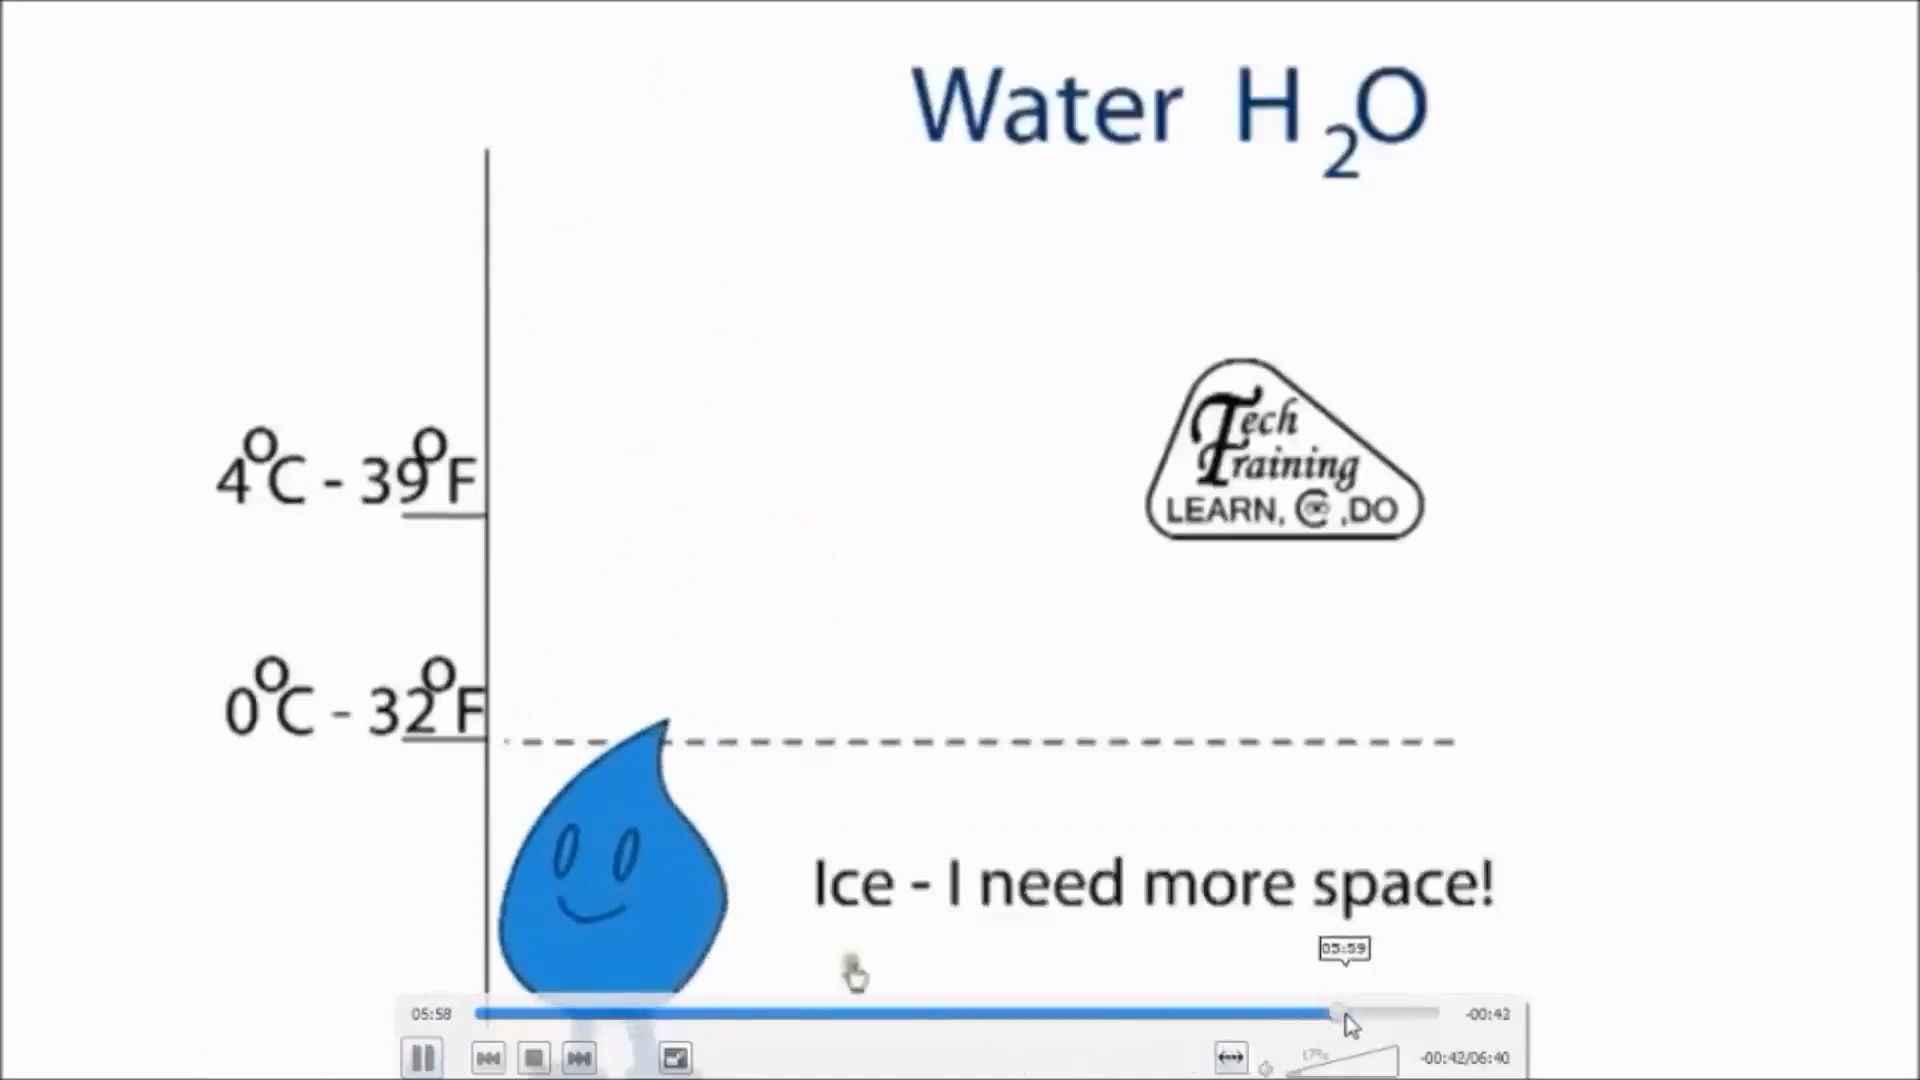 Water H2O
4°C - 39°F
Tech
Training
LEARN, C ,DO
0°C - 32°F
Ice - I need more space!
05:59
05:58
-00:42
17%
-00:42/06:40